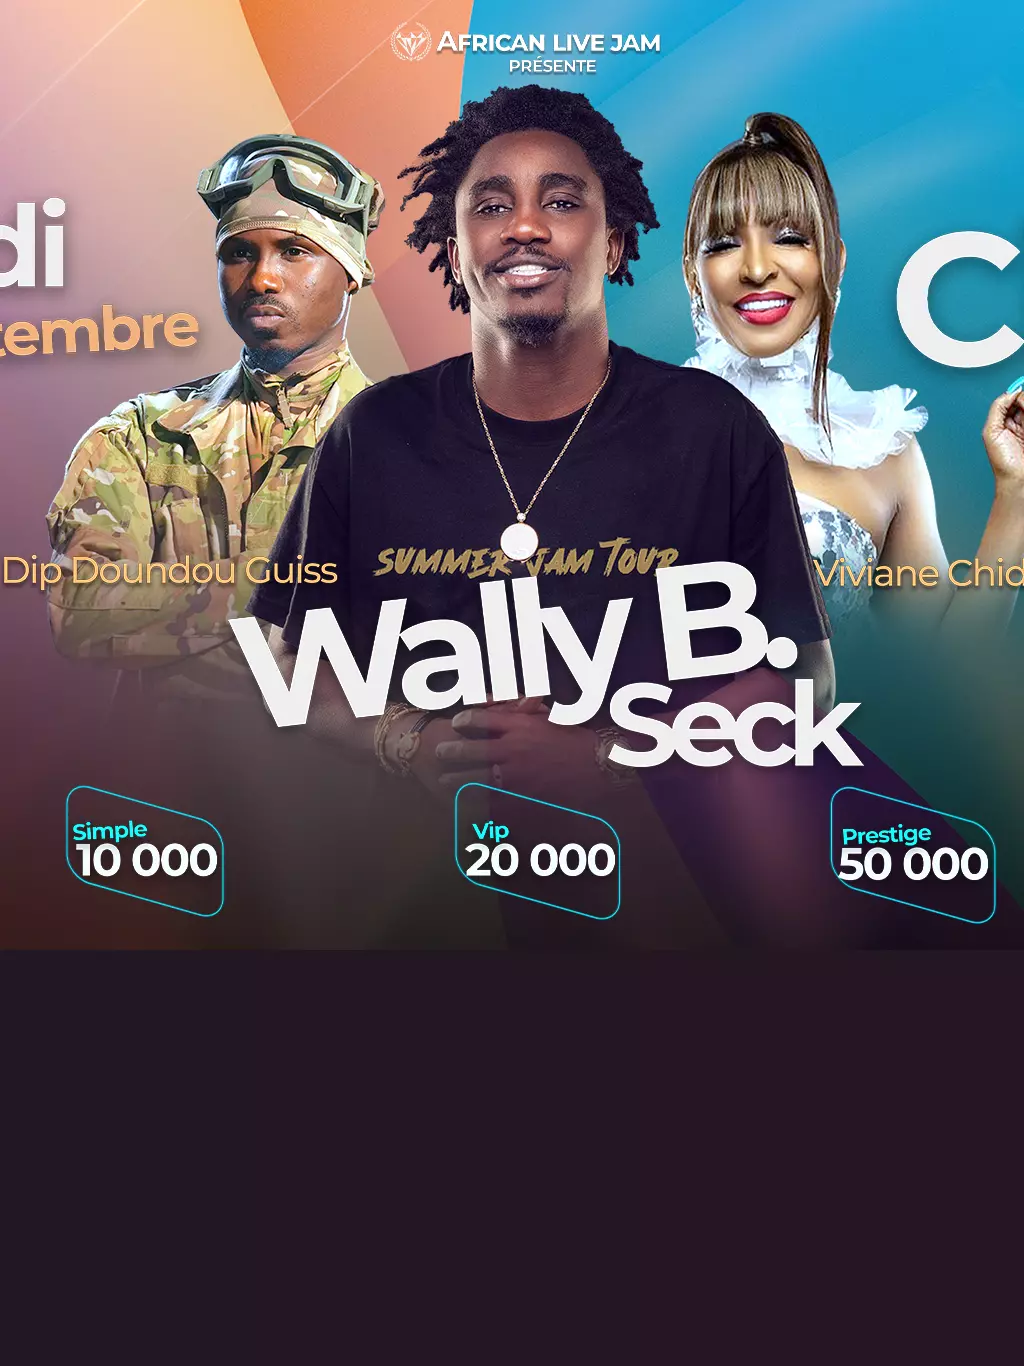 AFRICAN LIVE JAM
PRÉSENTE
di
tembre
C
SUMMER JAM TOUR
Dip Doundou Guiss
Viviane Chid
Wally B.
Seck
Simple
10 000
Vip
20 000
Prestige
50 000